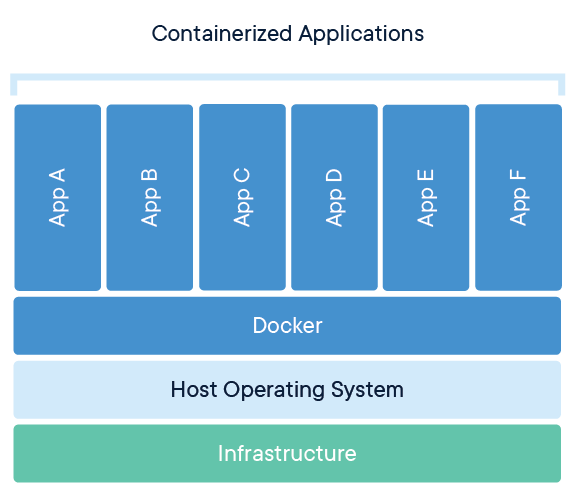 Containerized Applications
App A
App B
App C
App D
App E
App F
Docker
Host Operating System
Infrastructure